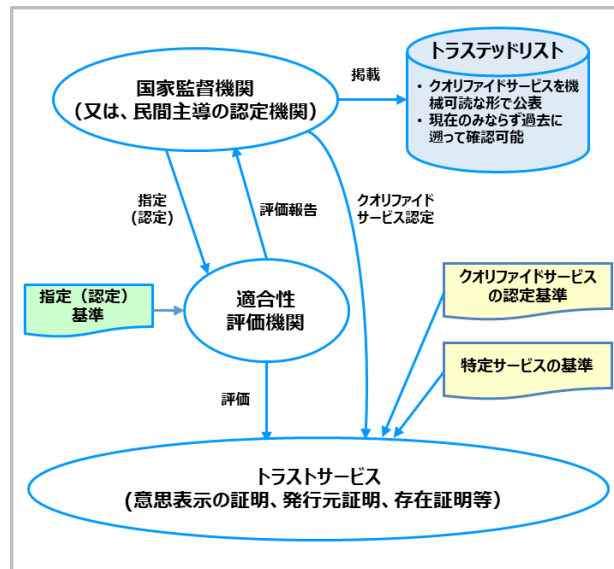 トラステッドリスト
・ クオリファイドサービスを機
械可読な形で公表
・ 現在のみならず過去に
遡って確認可能
国家監督機関
(又は、民間主導の認定機関)
掲載
指定
(認定)
評価報告
クオリファイド
サービス認定
指定（認定）
基準
適合性
評価機関
クオリファイドサービス
の認定基準
特定サービスの基準
評価
トラストサービス
(意思表示の証明、発行元証明、存在証明等）